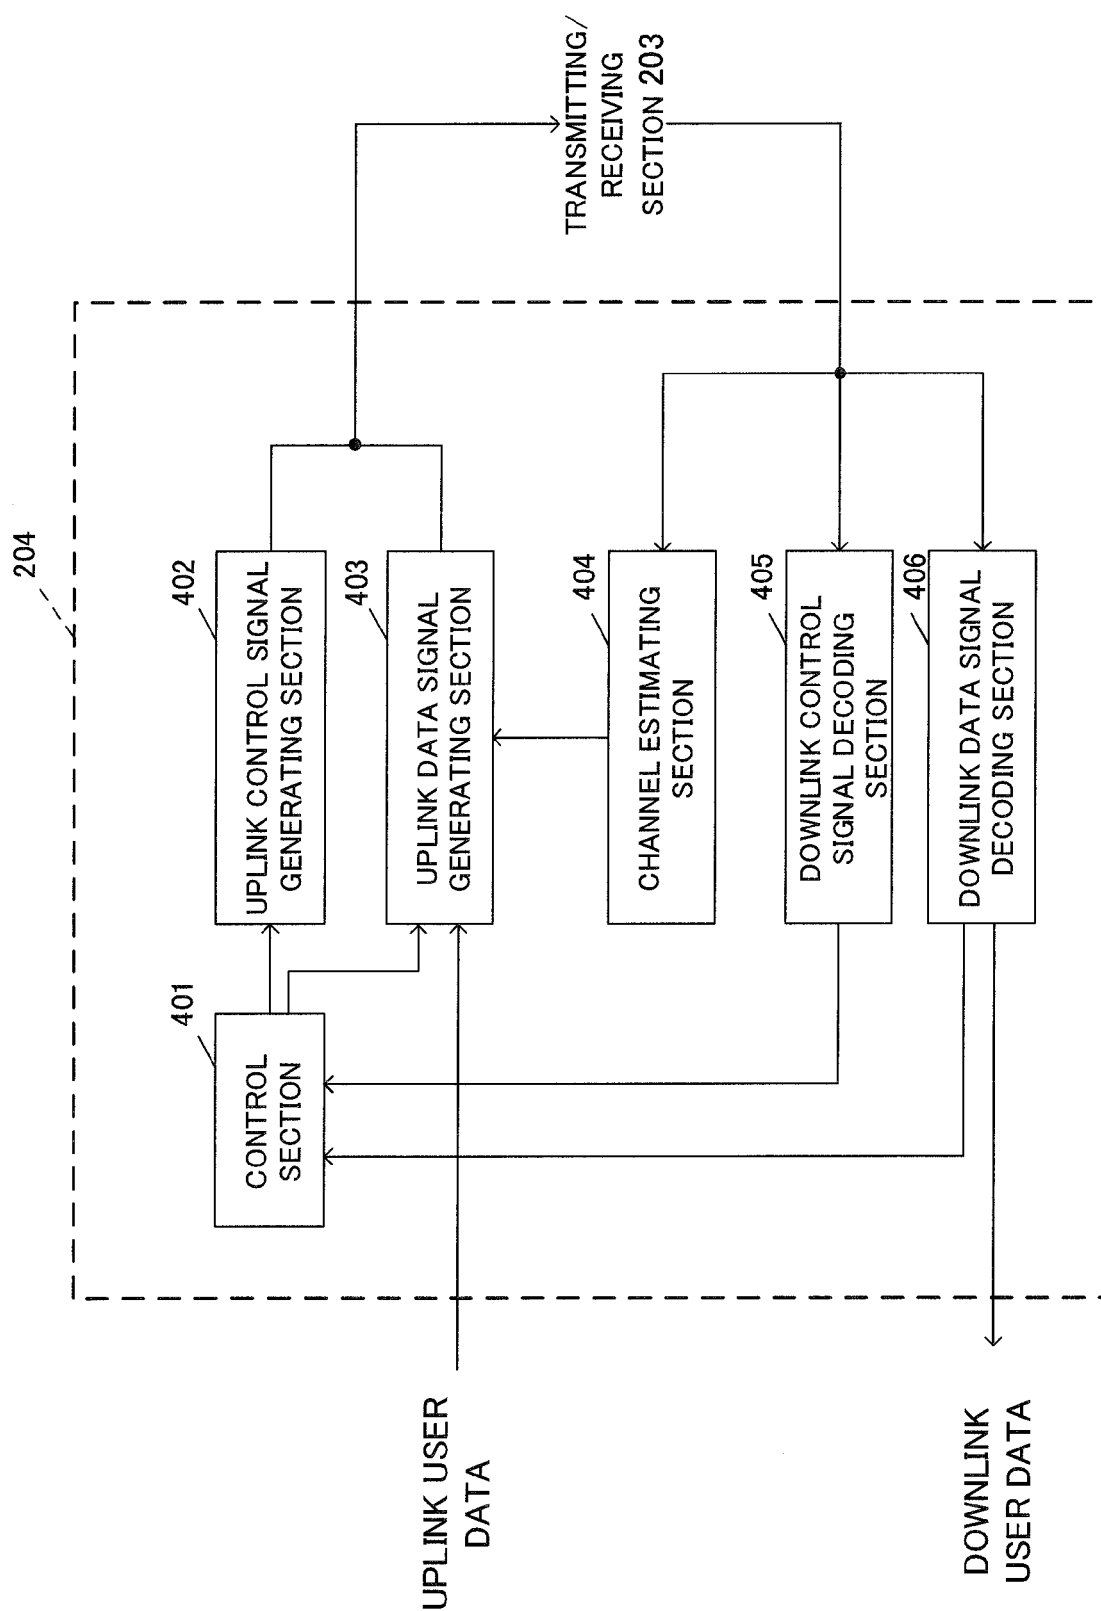 204
401
CONTROL
SECTION
402
UPLINK CONTROL SIGNAL
GENERATING SECTION
403
UPLINK DATA SIGNAL
GENERATING SECTION
UPLINK USER
DATA
TRANSMITTING/
RECEIVING
SECTION 203
404
CHANNEL ESTIMATING
SECTION
405
DOWNLINK CONTROL
SIGNAL DECODING
SECTION
406
DOWNLINK DATA SIGNAL
DECODING SECTION
DOWNLINK
USER DATA